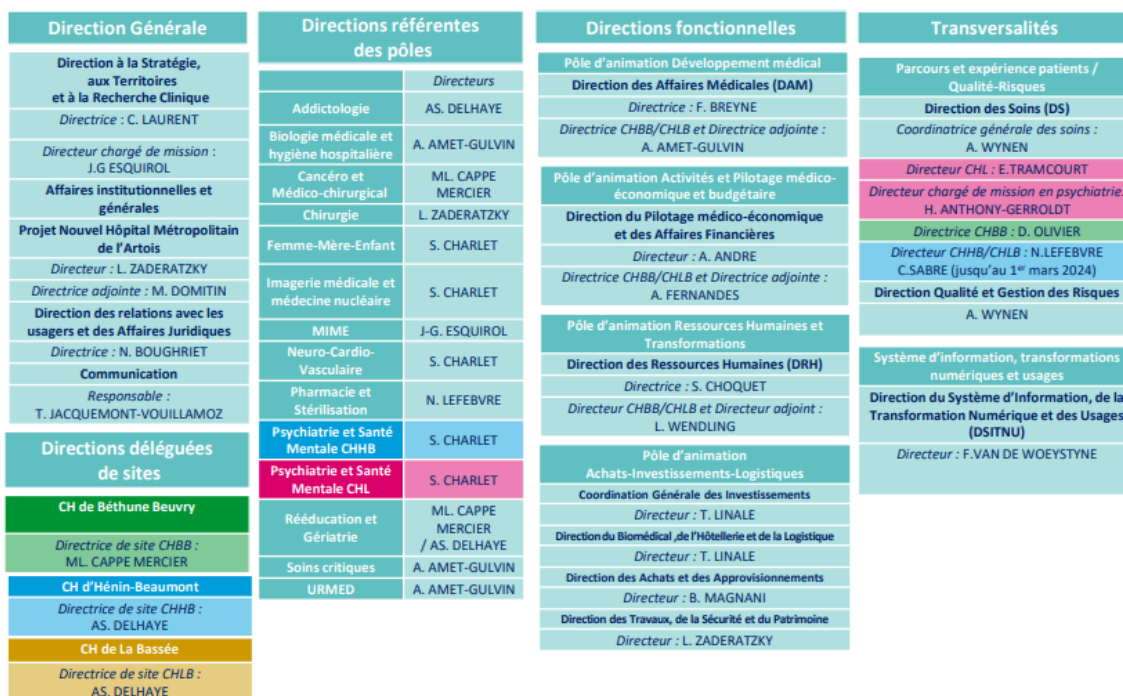 Direction Générale
Direction à la Stratégie,
aux Territoires
et à la Recherche Clinique
Directrice : C. LAURENT
Directeur chargé de mission :
J.G ESQUIROL
Affaires institutionnelles et
générales
Projet Nouvel Hôpital Métropolitain
de l'Artois
Directeur : L. ZADERATZKY
Directrice adjointe : M. DOMITIN
Direction des relations avec les
usagers et des Affaires Juridiques
Directrice : N. BOUGHRIET
Communication
Responsable :
T. JACQUEMONT-VOUILLAMOZ
Directions déléguées
de sites
CH de Béthune Beuvry
Directrice de site CHBB :
ML. CAPPE MERCIER
CH d'Hénin-Beaumont
Directrice de site CHHB :
AS. DELHAYE
CH de La Bassée
Directrice de site CHLB :
AS. DELHAYE
Directions référentes
des pôles
Directeurs
Addictologie
AS. DELHAYE
Biologie médicale et
hygiène hospitalière
A. AMET-GULVIN
Cancéro et
Médico-chirurgical
ML. CAPPE
MERCIER
Chirurgie
L. ZADERATZKY
Femme-Mère-Enfant
S. CHARLET
Imagerie médicale et
médecine nucléaire
S. CHARLET
MIME
J-G. ESQUIROL
Neuro-Cardio-
Vasculaire
S. CHARLET
Pharmacie et
Stérilisation
N. LEFEBVRE
Psychiatrie et Santé
Mentale CHHB
S. CHARLET
Psychiatrie et Santé
Mentale CHL
S. CHARLET
Rééducation et
Gériatrie
ML. CAPPE
MERCIER
/ AS. DELHAYE
Soins critiques
A. AMET-GULVIN
URMED
A. AMET-GULVIN
Directions fonctionnelles
Pôle d'animation Développement médical
Direction des Affaires Médicales (DAM)
Directrice : F. BREYNE
Directrice CHBB/CHLB et Directrice adjointe :
A. AMET-GULVIN
Pôle d'animation Activités et Pilotage médico-
économique et budgétaire
Direction du Pilotage médico-économique
et des Affaires Financières
Directeur : A. ANDRE
Directrice CHBB/CHLB et Directrice adjointe :
A. FERNANDES
Pôle d'animation Ressources Humaines et
Transformations
Direction des Ressources Humaines (DRH)
Directrice : S. CHOQUET
Directeur CHBB/CHLB et Directeur adjoint :
L. WENDLING
Pôle d'animation
Achats-Investissements-Logistiques
Coordination Générale des Investissements
Directeur : T. LINALE
Direction du Biomédical ,de l'Hôtellerie et de la Logistique
Directeur : T. LINALE
Direction des Achats et des Approvisionnements
Directeur : B. MAGNANI
Direction des Travaux, de la Sécurité et du Patrimoine
Directeur : L. ZADERATZKY
Transversalités
Parcours et expérience patients /
Qualité-Risques
Direction des Soins (DS)
Coordinatrice générale des soins :
A. WYNEN
Directeur CHL : E.TRAMCOURT
Directeur chargé de mission en psychiatrie:
H. ANTHONY-GERROLDT
Directrice CHBB : D. OLIVIER
Directeur CHHB/CHLB : N.LEFEBVRE
C.SABRE (jusqu'au 1er mars 2024)
Direction Qualité et Gestion des Risques
A. WYNEN
Système d'information, transformations
numériques et usages
Direction du Système d'Information, de la
Transformation Numérique et des Usages
(DSITNU)
Directeur : F.VAN DE WOEYSTYNE